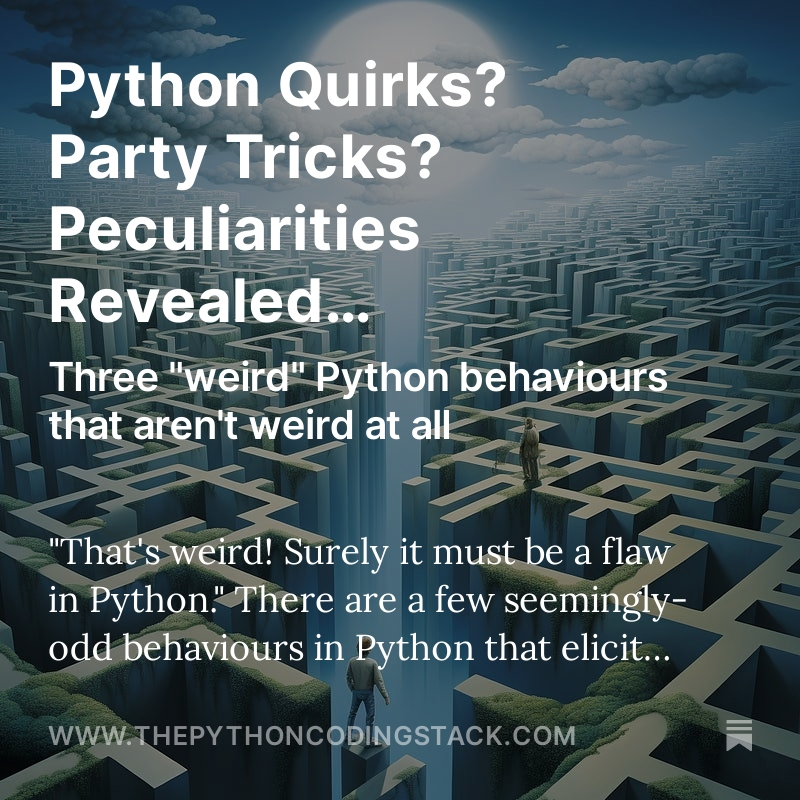 Python Quirks?
Party Tricks?
Peculiarities
Revealed…
Three "weird" Python behaviours
that aren't weird at all
"That's weird! Surely it must be a flaw
in Python." There are a few seemingly-
odd behaviours in Python that elicit…
WWW.THEPYTHONCODINGSTACK.COM